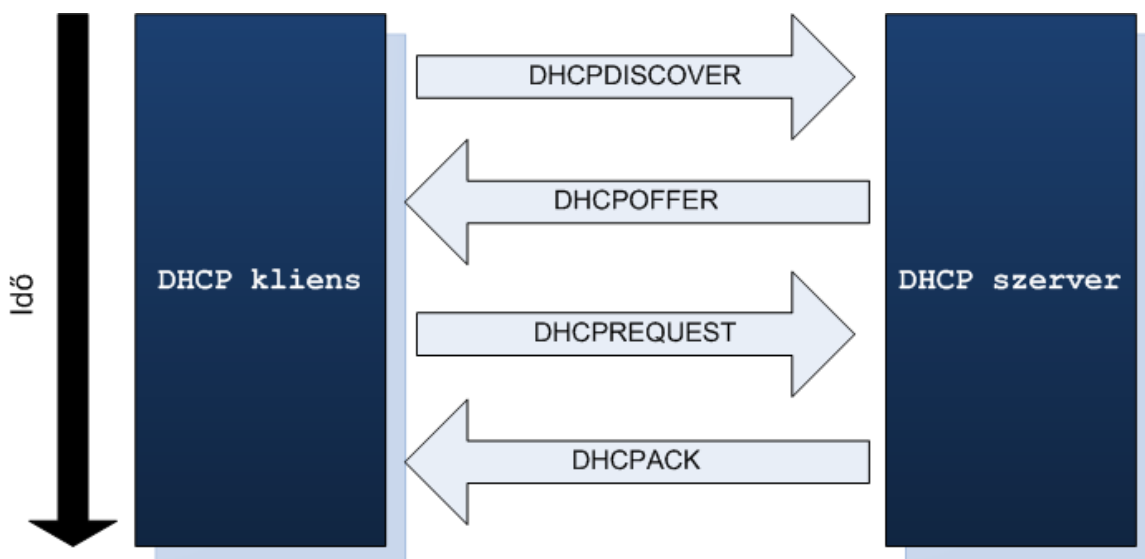 DHCPDISCOVER
DHCPOFFER
DHCP kliens
DHCP szerver
Idő
DHCPREQUEST
DHCPACK